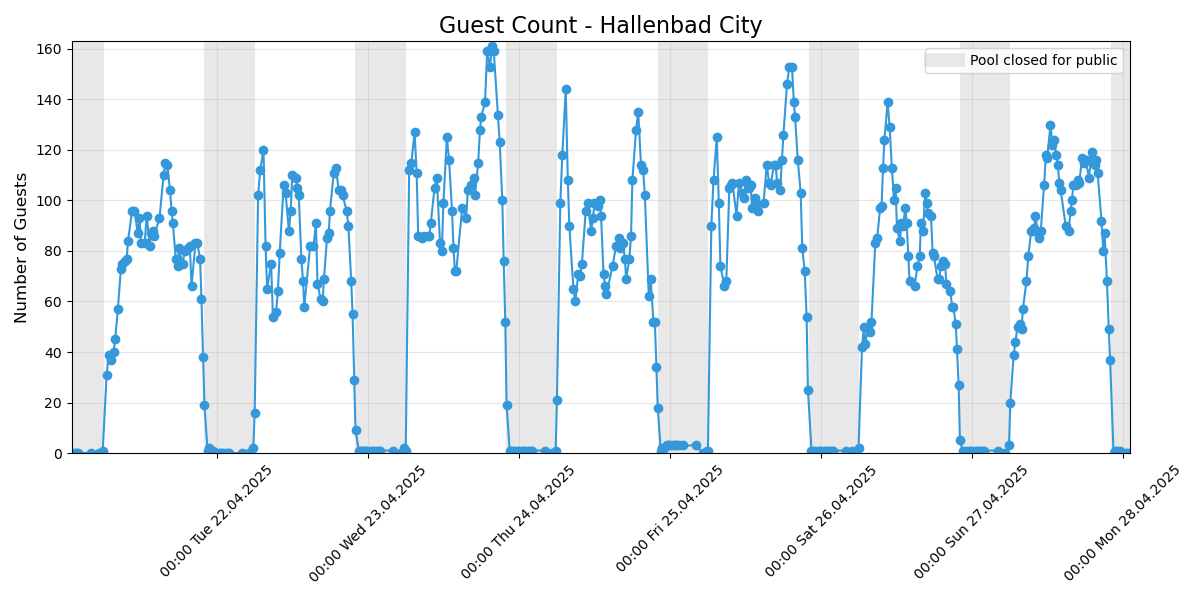 Guest Count - Hallenbad City
Pool closed for public
Number of Guests
160
140
120
100
80
60
40
20
0
00:00 Tue 22.04.2025
00:00 Wed 23.04.2025
00:00 Thu 24.04.2025
00:00 Fri 25.04.2025
00:00 Sat 26.04.2025
00:00 Sun 27.04.2025
00:00 Mon 28.04.2025